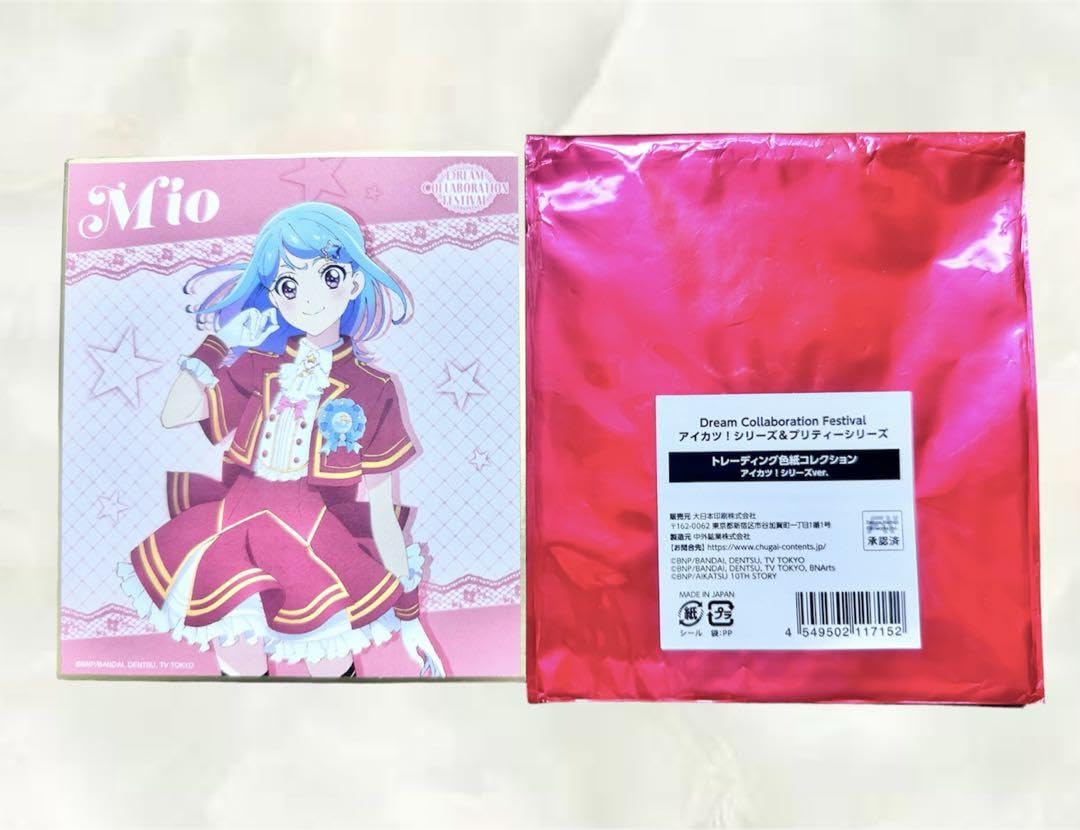 Mio
DREAM
COLLABORATION
FESTIVAL
©BNP/BANDAI, DENTSU, TV TOKYO
Dream Collaboration Festival
アイカツ！シリーズ&プリティーシリーズ
トレーディング色紙コレクション
アイカツ！シリーズver.
販売元 大日本印刷株式会社
〒162-0062 東京都新宿区市谷加賀町一丁目1番1号
製造元 中外鉱業株式会社
【お問合先】https://www.chugai-contents.jp/
承認済
©BNP/BANDAI, DENTSU, TV TOKYO
©BNP/BANDAI, DENTSU, TV TOKYO, BNArts
©BNP/AIKATSU 10TH STORY
MADE IN JAPAN
紙 プラ
シール 袋:PP
4 549502 117152